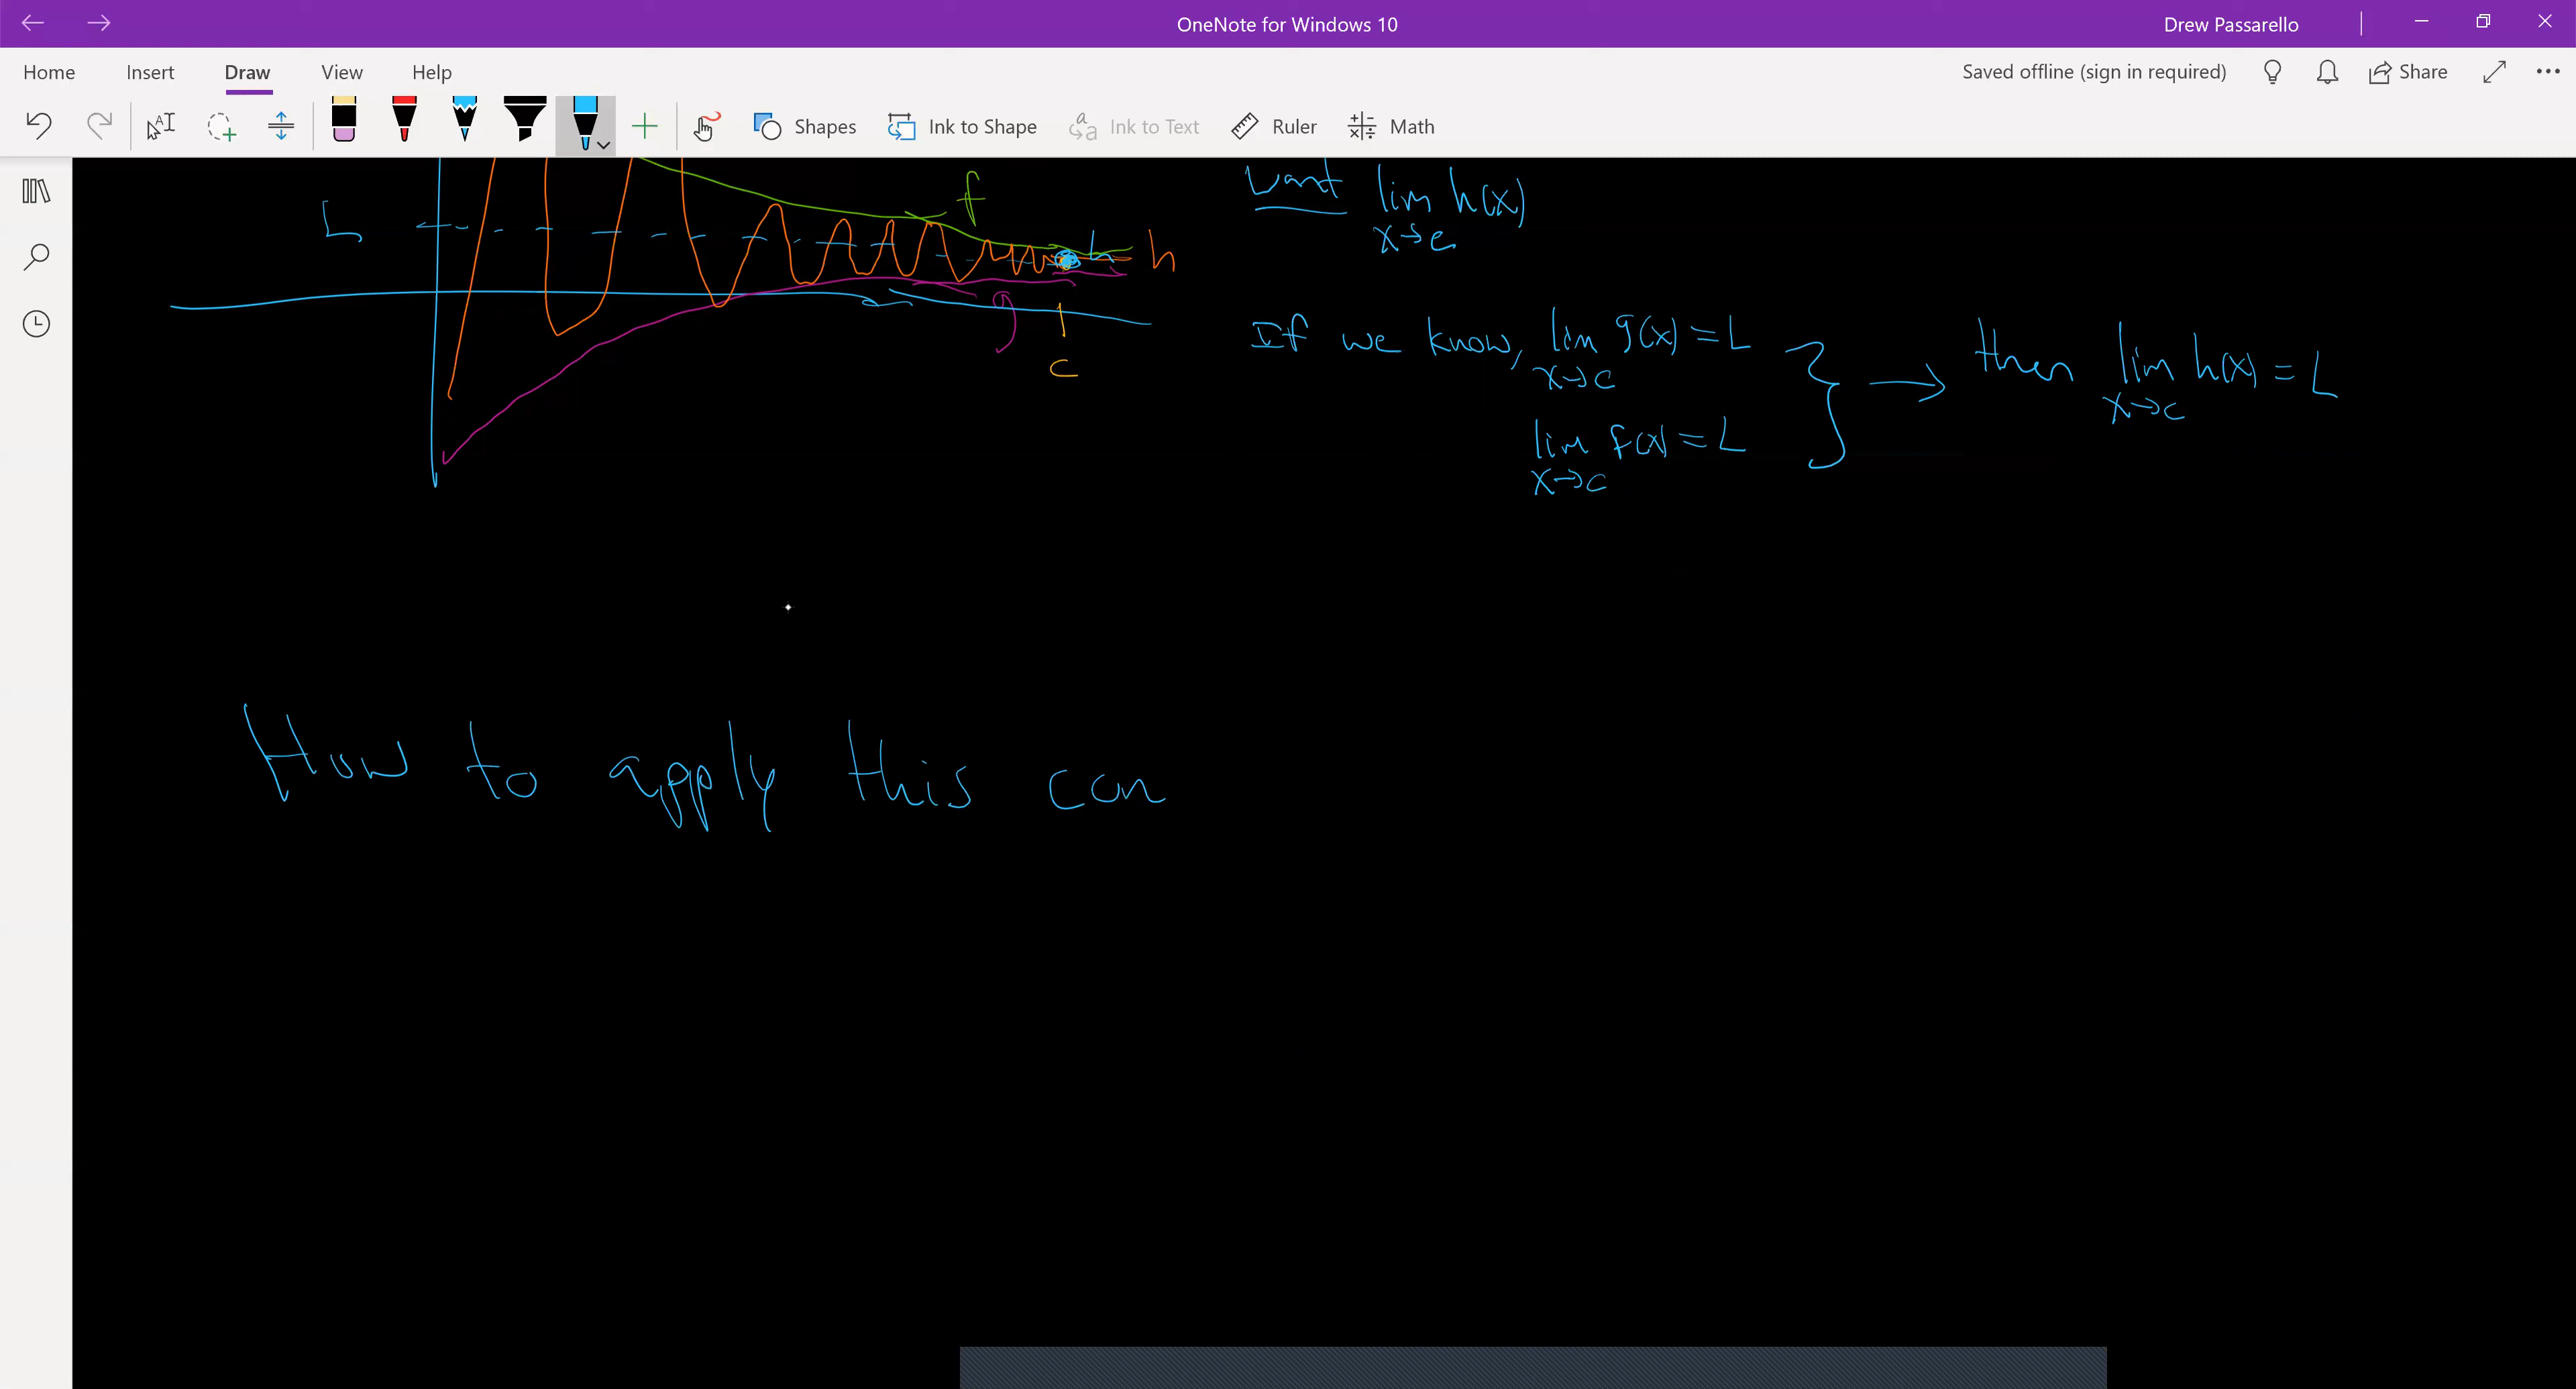 OneNote for Windows 10
Drew Passarello
Home Insert Draw View Help
Saved offline (sign in required)
Share
Shapes
Ink to Shape
Ink to Text
Ruler
Math
L
f
h
h
g
c
Want lim h(x)
x→c
If we know, lim g(x) = L
x→c
lim f(x) = L
x→c
then lim h(x) = L
x→c
How to apply this con